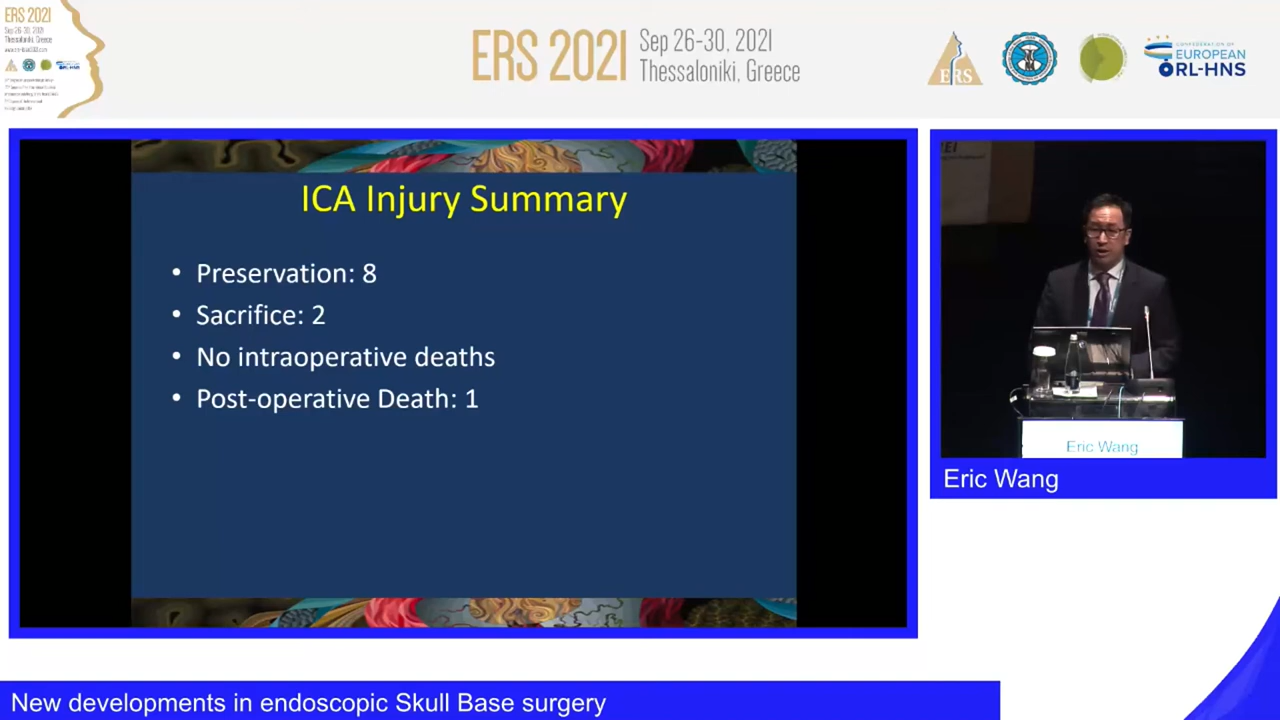 ERS 2021
Sep 26-30, 2021
Thessaloniki, Greece
ERS 2021
Sep 26-30, 2021
Thessaloniki, Greece
ERS
CONFEDERATION OF
EUROPEAN
ORL-HNS
ICA Injury Summary
• Preservation: 8
• Sacrifice: 2
• No intraoperative deaths
• Post-operative Death: 1
Eric Wang
Eric Wang
New developments in endoscopic Skull Base surgery